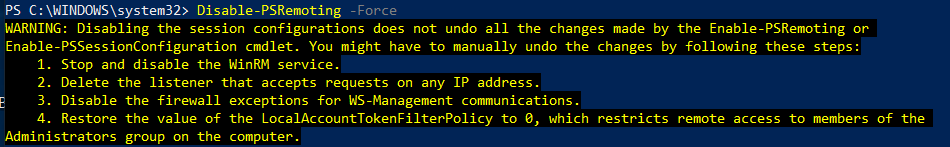 PS C:\WINDOWS\system32> Disable-PSRemoting -Force
WARNING: Disabling the session configurations does not undo all the changes made by the Enable-PSRemoting or
Enable-PSSessionConfiguration cmdlet. You might have to manually undo the changes by following these steps:
    1. Stop and disable the WinRM service.
    2. Delete the listener that accepts requests on any IP address.
    3. Disable the firewall exceptions for WS-Management communications.
    4. Restore the value of the LocalAccountTokenFilterPolicy to 0, which restricts remote access to members of the
Administrators group on the computer.